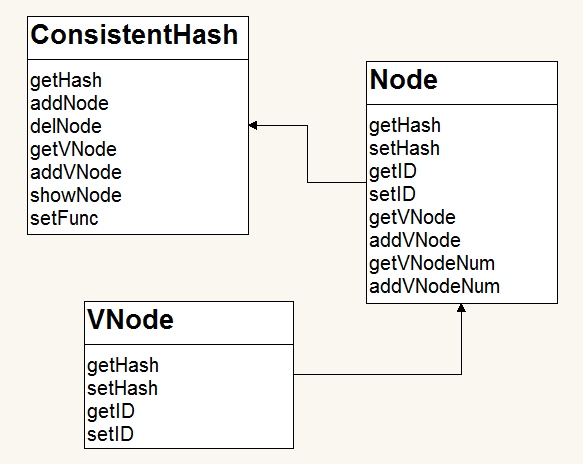 ConsistentHash
getHash
addNode
delNode
getVNode
addVNode
showNode
setFunc
Node
getHash
setHash
getID
setID
getVNode
addVNode
getVNodeNum
addVNodeNum
VNode
getHash
setHash
getID
setID